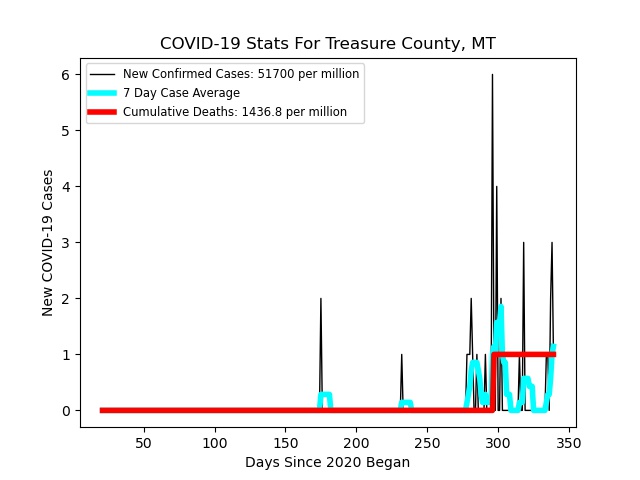 COVID-19 Stats For Treasure County, MT
New Confirmed Cases: 51700 per million
7 Day Case Average
Cumulative Deaths: 1436.8 per million
New COVID-19 Cases
6
5
4
3
2
1
0
50
100
150
200
250
300
350
Days Since 2020 Began